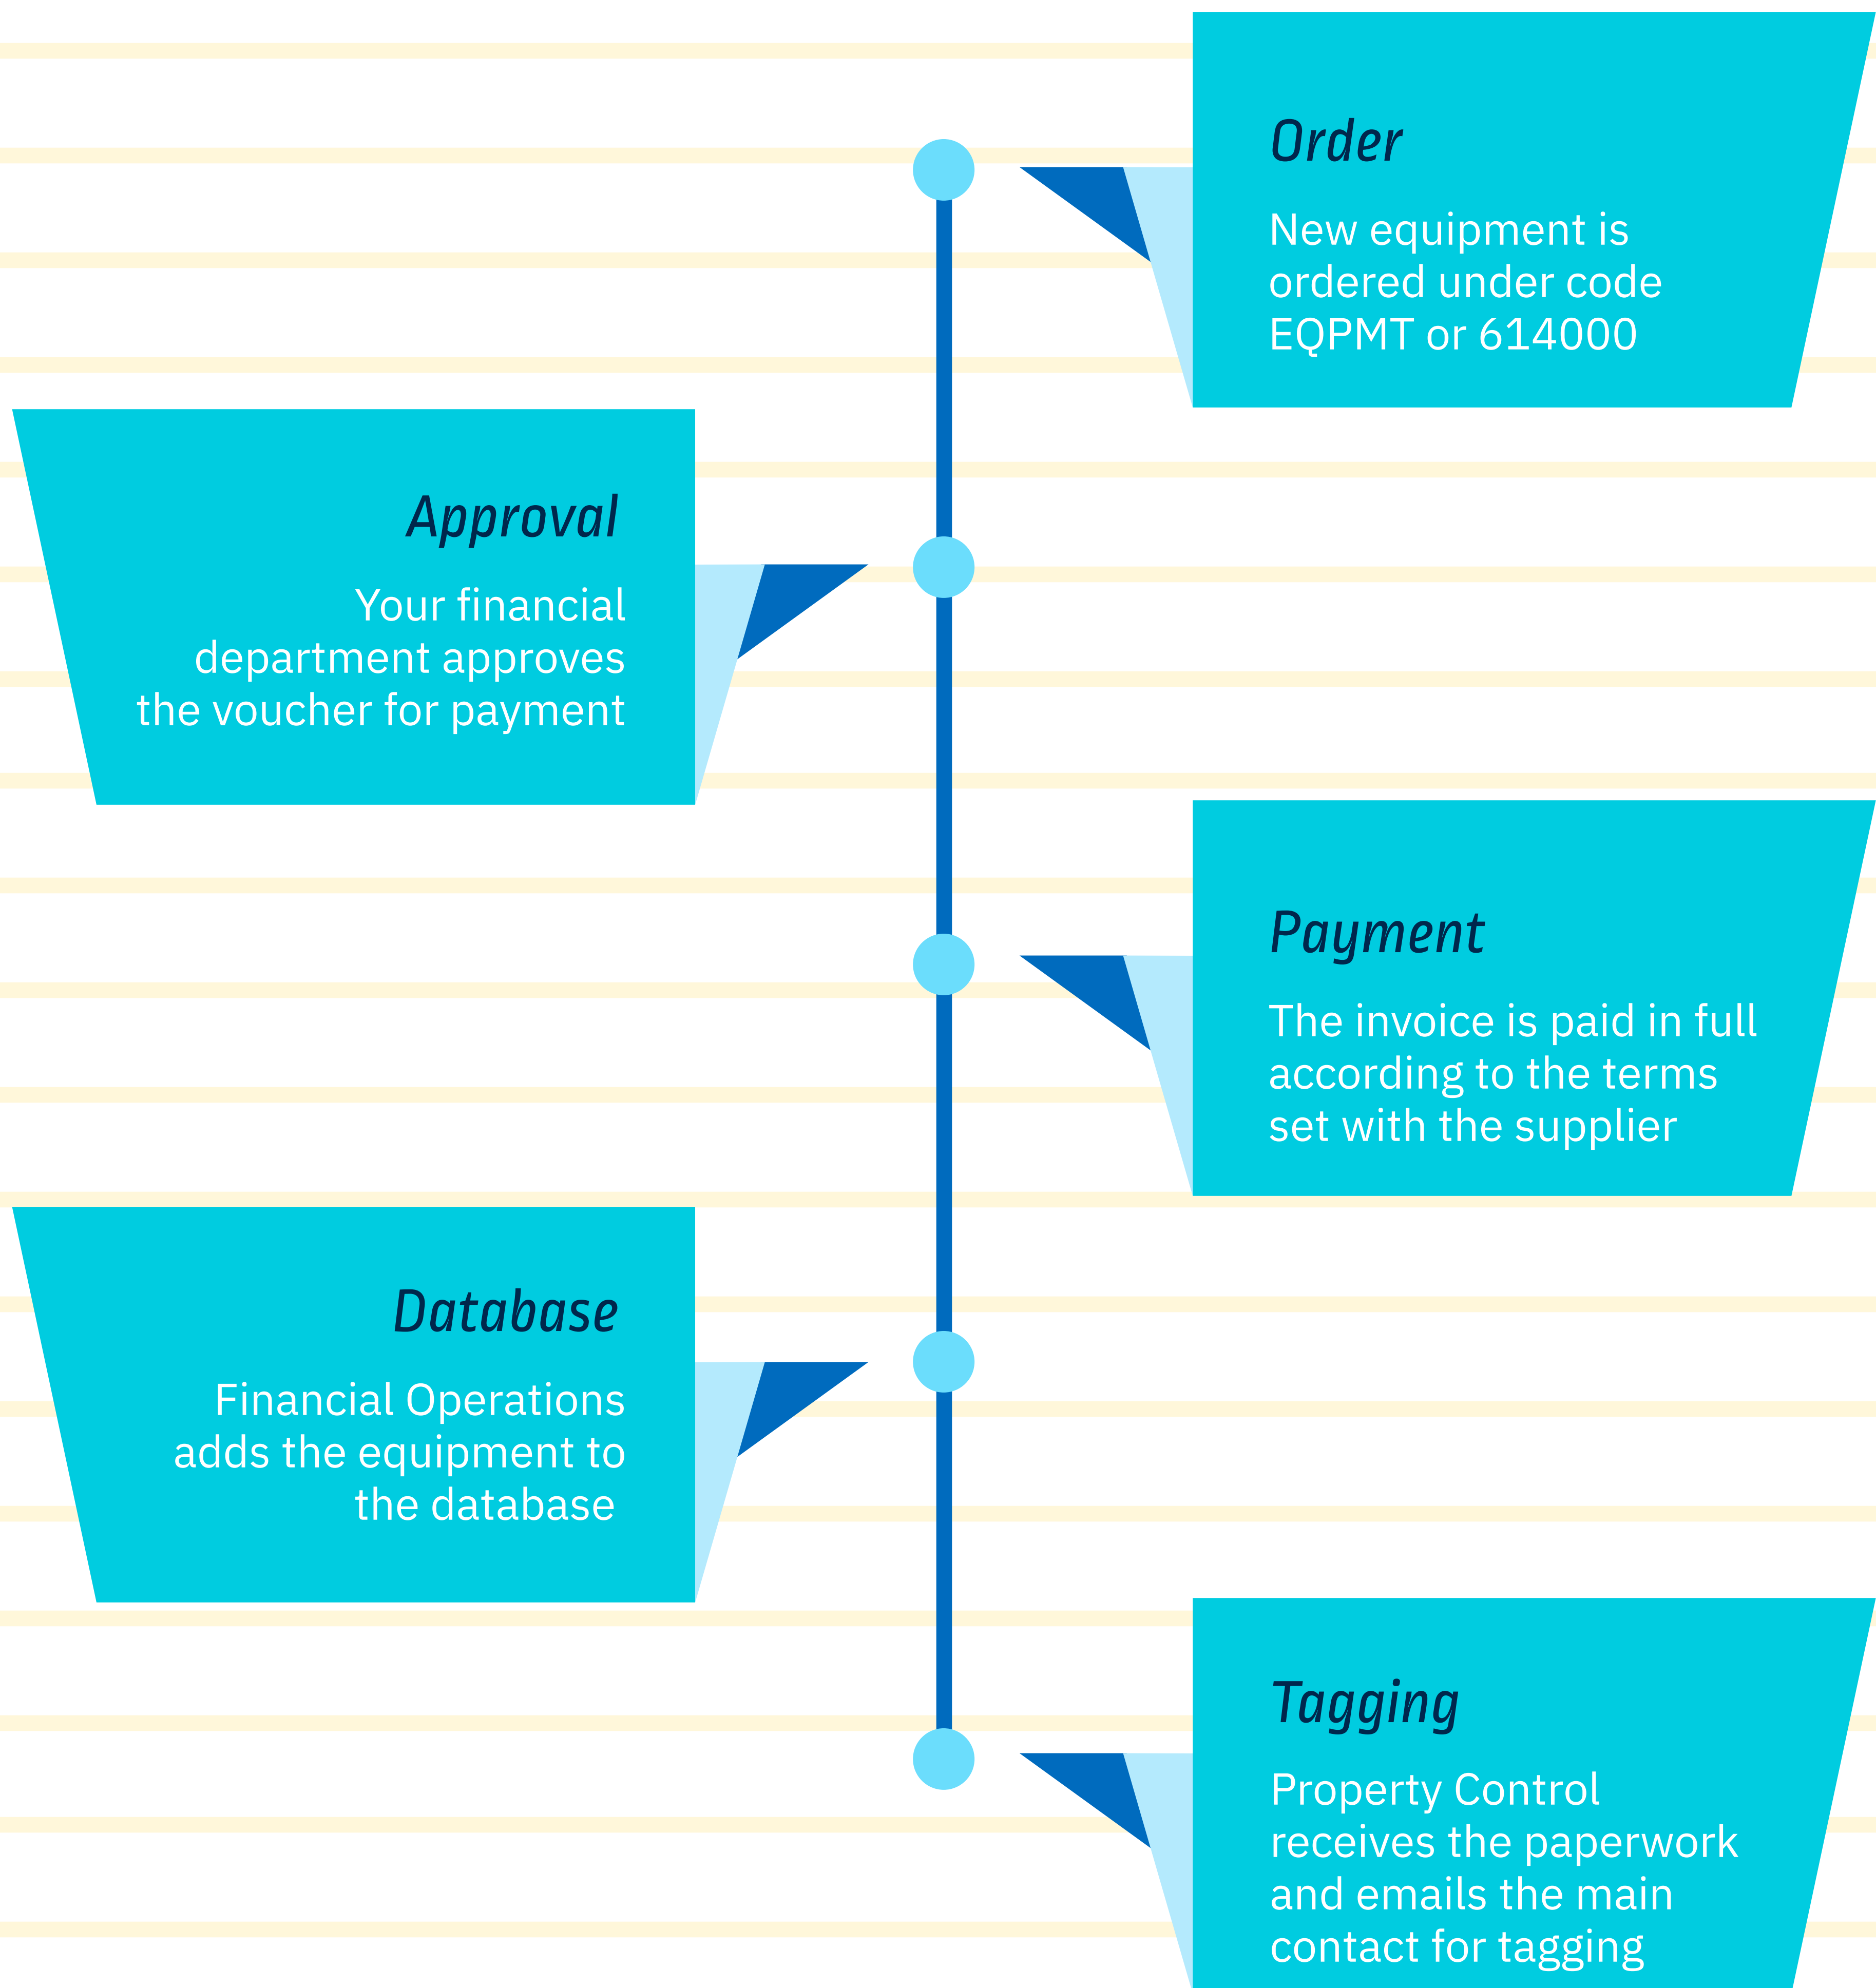 Order
New equipment is
ordered under code
EQPMT or 614000
Approval
Your financial
department approves
the voucher for payment
Payment
The invoice is paid in full
according to the terms
set with the supplier
Database
Financial Operations
adds the equipment to
the database
Tagging
Property Control
receives the paperwork
and emails the main
contact for tagging